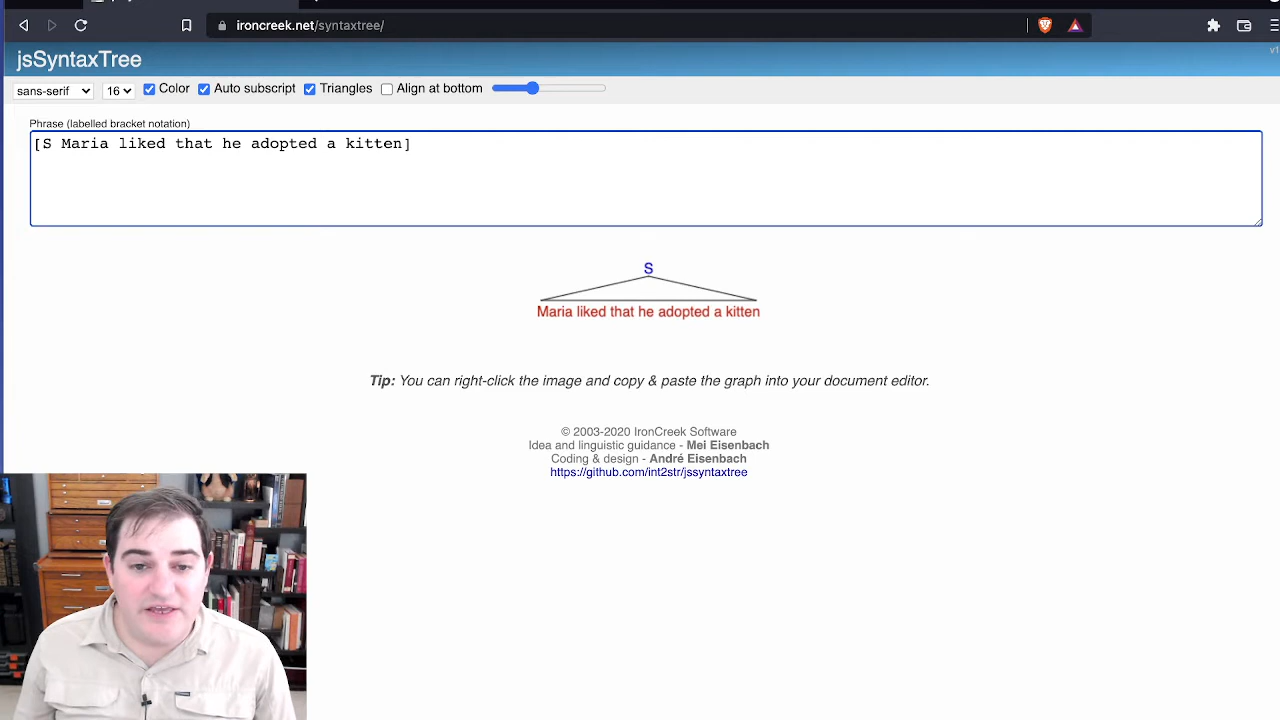 ironcreek.net/syntaxtree/
jsSyntaxTree
sans-serif 16 Color Auto subscript Triangles Align at bottom
Phrase (labelled bracket notation)
[S Maria liked that he adopted a kitten]
S
Maria liked that he adopted a kitten
Tip: You can right-click the image and copy & paste the graph into your document editor.
© 2003-2020 IronCreek Software
Idea and linguistic guidance - Mei Eisenbach
Coding & design - André Eisenbach
https://github.com/int2str/jssyntaxtree